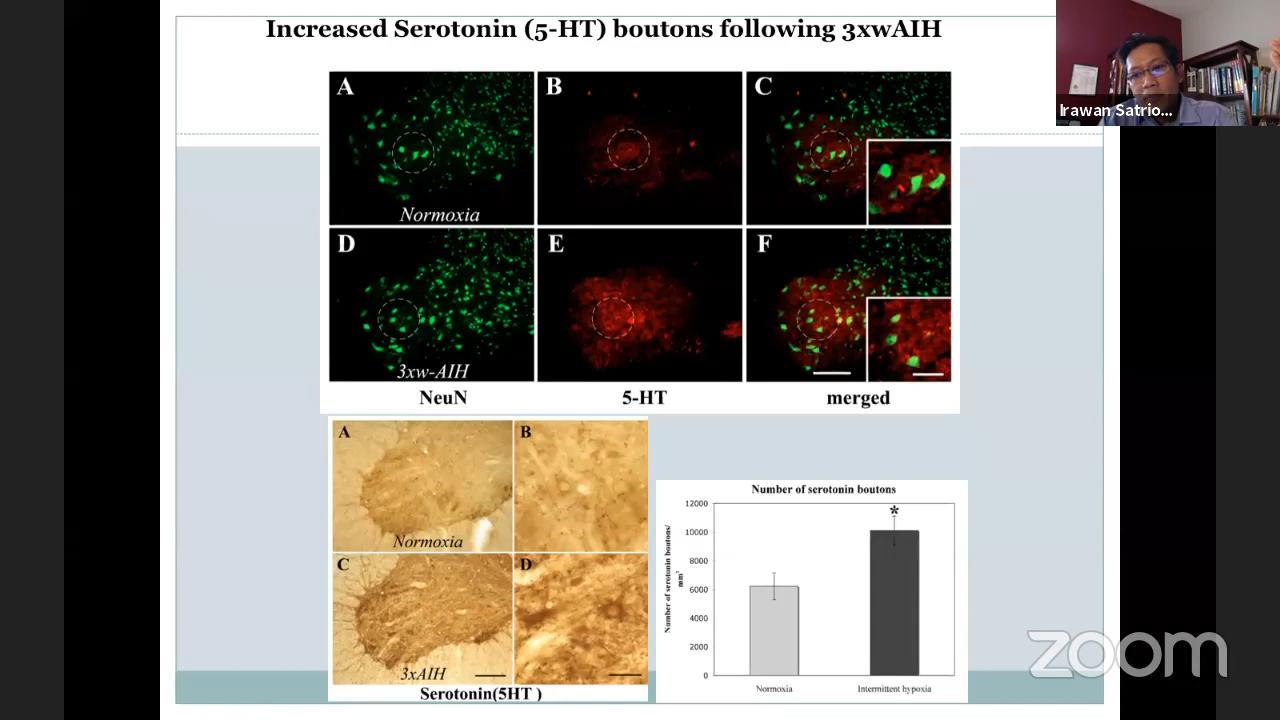 Increased Serotonin (5-HT) boutons following 3xwAIH
Irawan Satrio...
A
B
C
Normoxia
D
E
F
3xw-AIH
NeuN
5-HT
merged
A
B
Normoxia
C
D
3xAIH
Serotonin(5HT )
Number of serotonin boutons
Number of serotonin boutons/
mm²
12000
10000
8000
6000
4000
2000
0
*
Normoxia
Intermittent hypoxia
zoom